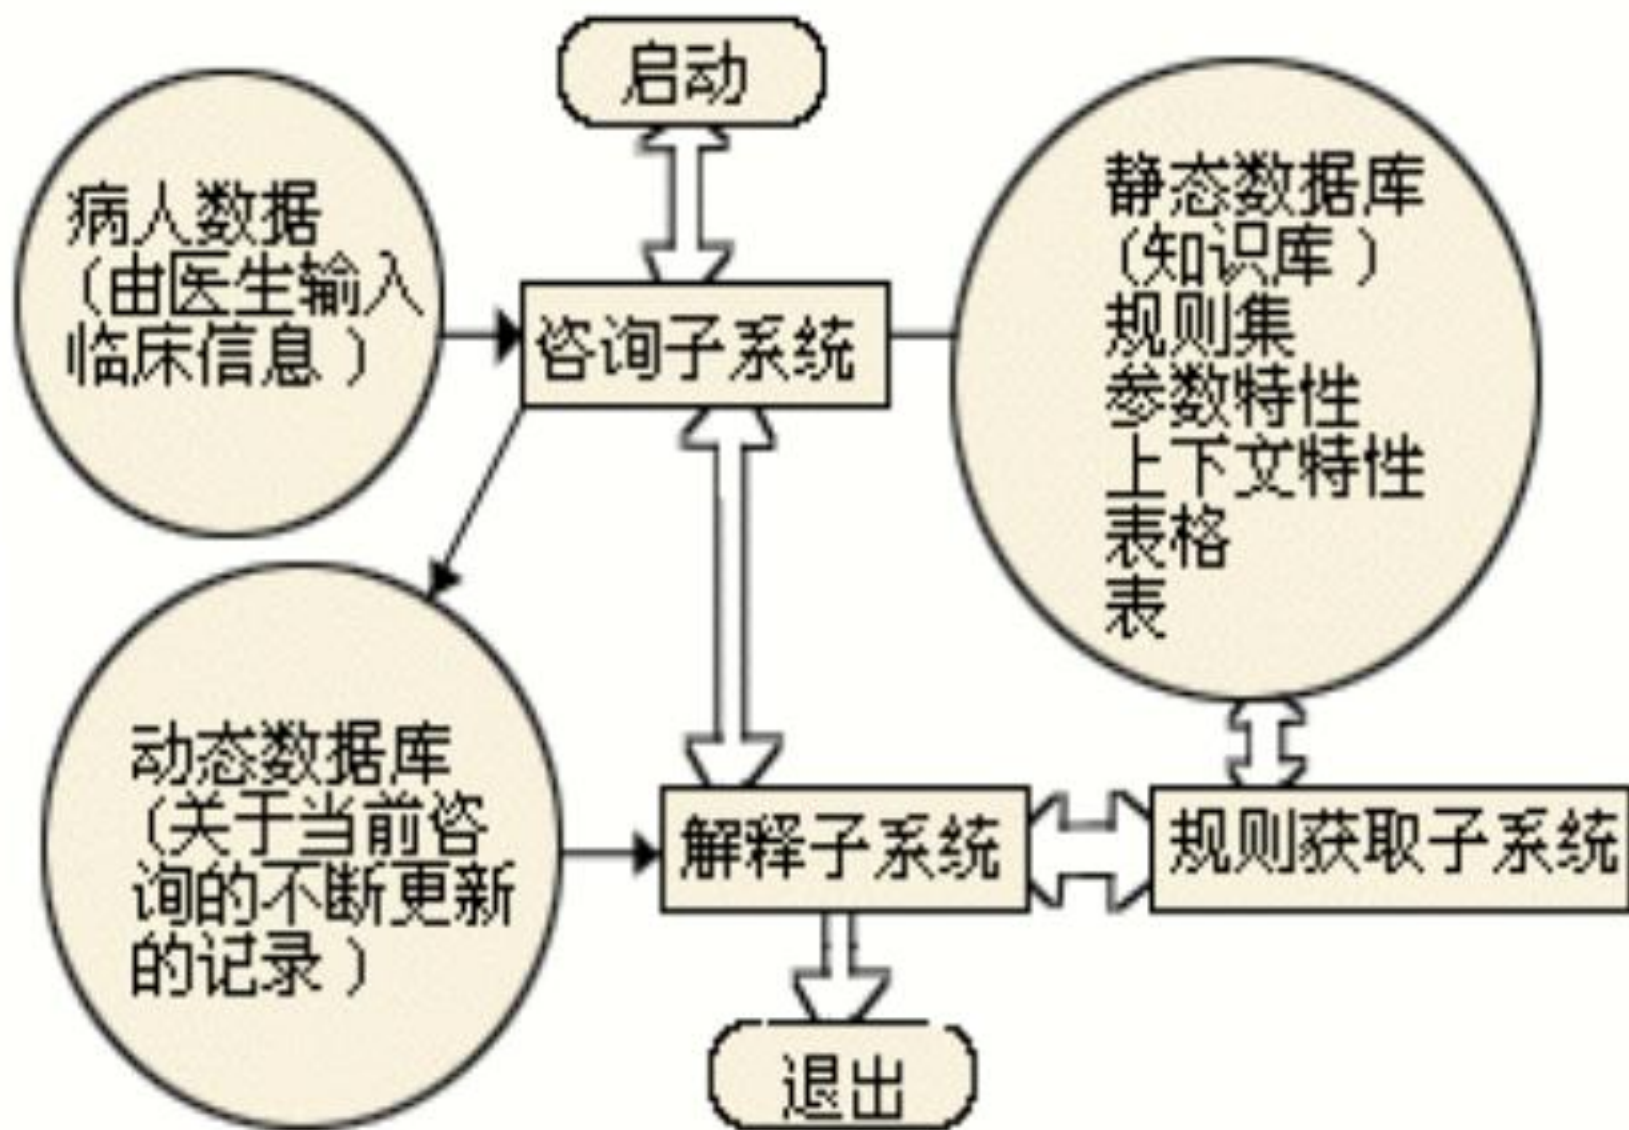 启动
病人数据
(由医生输入
临床信息)
咨询子系统
静态数据库
(知识库)
规则集
参数特性
上下文特性
表格
表
动态数据库
(关于当前咨
询的不断更新
的记录)
解释子系统
规则获取子系统
退出